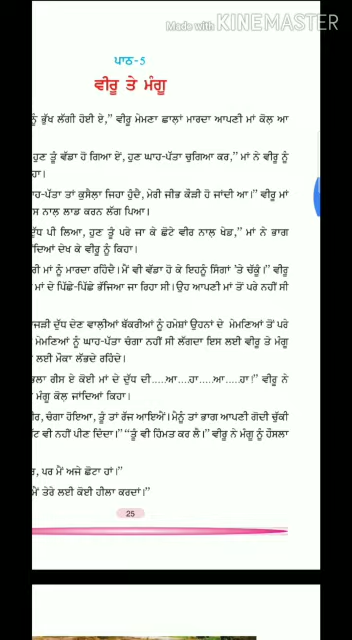 Made with KINEMASTER
ਪਾਠ-5
ਵੀਰੂ ਤੇ ਮੰਗੂ
ਨੂੰ ਭੁੱਖ ਲੱਗੀ ਹੋਈ ਏ,” ਵੀਰੂ ਮੇਮਣਾ ਛਾਲ਼ਾਂ ਮਾਰਦਾ ਆਪਣੀ ਮਾਂ ਕੋਲ਼ ਆ
ਹੁਣ ਤੂੰ ਵੱਡਾ ਹੋ ਗਿਆ ਏਂ, ਹੁਣ ਘਾਹ-ਪੱਤਾ ਚੁਗਿਆ ਕਰ,” ਮਾਂ ਨੇ ਵੀਰੂ ਨੂੰ
ਹਾ।
ਾਹ-ਪੱਤਾ ਤਾਂ ਕੁਸੈਲ਼ਾ ਜਿਹਾ ਹੁੰਦੈ, ਮੇਰੀ ਜੀਭ ਕੌੜੀ ਹੋ ਜਾਂਦੀ ਆ।” ਵੀਰੂ ਮਾਂ
ਸ ਨਾਲ਼ ਲਾਡ ਕਰਨ ਲੱਗ ਪਿਆ।
ਦੁੱਧ ਪੀ ਲਿਆ, ਹੁਣ ਤੂੰ ਪਰੇ ਜਾ ਕੇ ਛੋਟੇ ਵੀਰ ਨਾਲ਼ ਖੇਡ,” ਮਾਂ ਨੇ ਭਾਗ
ਂਦਿਆਂ ਦੇਖ ਕੇ ਵੀਰੂ ਨੂੰ ਕਿਹਾ।
ਰੀ ਮਾਂ ਨੂੰ ਮਾਰਦਾ ਰਹਿੰਦੈ। ਮੈਂ ਵੀ ਵੱਡਾ ਹੋ ਕੇ ਇਹਨੂੰ ਸਿੰਗਾਂ ’ਤੇ ਚੱਕੂੰ।” ਵੀਰੂ
ਮਾਂ ਦੇ ਪਿੱਛੇ-ਪਿੱਛੇ ਭੱਜਿਆ ਜਾ ਰਿਹਾ ਸੀ। ਉਹ ਆਪਣੀ ਮਾਂ ਤੋਂ ਪਰੇ ਨਹੀਂ ਸੀ
ਜੜੀ ਦੁੱਧ ਦੇਣ ਵਾਲ਼ੀਆਂ ਬੱਕਰੀਆਂ ਨੂੰ ਹਮੇਸ਼ਾਂ ਉਹਨਾਂ ਦੇ ਮੇਮਣਿਆਂ ਤੋਂ ਪਰੇ
ਮੇਮਣਿਆਂ ਨੂੰ ਘਾਹ-ਪੱਤਾ ਚੰਗਾ ਨਹੀਂ ਸੀ ਲੱਗਦਾ ਇਸ ਲਈ ਵੀਰੂ ਤੇ ਮੰਗੂ
ਲਈ ਮੌਕਾ ਲੱਭਦੇ ਰਹਿੰਦੇ।
ਭਲਾ ਰੀਸ ਏ ਕੋਈ ਮਾਂ ਦੇ ਦੁੱਧ ਦੀ.....ਆ....ਹਾ.....ਆ.....ਹਾ!” ਵੀਰੂ ਨੇ
ਮੰਗੂ ਕੋਲ਼ ਜਾਂਦਿਆਂ ਕਿਹਾ।
ੀਰ, ਚੰਗਾ ਹੋਇਆ, ਤੂੰ ਤਾਂ ਰੱਜ ਆਇਐਂ। ਮੈਨੂੰ ਤਾਂ ਭਾਗ ਆਪਣੀ ਗੋਦੀ ਚੁੱਕੀ
ਵੀ ਨਹੀਂ ਪੀਣ ਦਿੰਦਾ।” “ਤੂੰ ਵੀ ਹਿੰਮਤ ਕਰ ਲੈ।” ਵੀਰੂ ਨੇ ਮੰਗੂ ਨੂੰ ਹੌਸਲਾ
ਰ, ਪਰ ਮੈਂ ਅਜੇ ਛੋਟਾ ਹਾਂ।”
ਮੈਂ ਤੇਰੇ ਲਈ ਕੋਈ ਹੀਲਾ ਕਰਦਾਂ।”
25